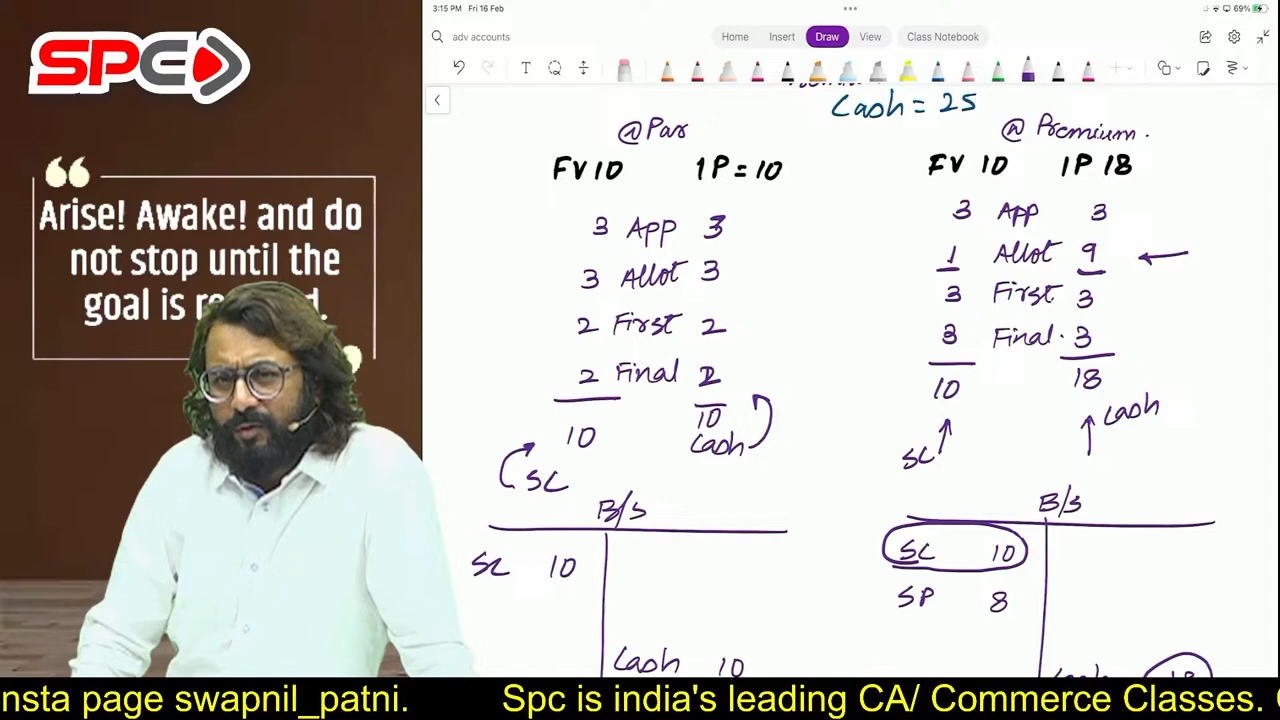 3:15 PM Fri 16 Feb
69%
adv accounts
Home Insert Draw View Class Notebook
SPC
Arise! Awake! and do
not stop until the
goal is re
Cash = 25
@Par
FV 10 IP = 10
3 App 3
3 Allot 3
2 First 2
2 Final 2
10 10
SC Cash
B/S
SC 10
Cash 10
@ Premium.
FV 10 IP 18
3 App 3
1 Allot 9
3 First 3
3 Final. 3
10 18
SC Cash
B/S
SC 10
SP 8
nsta page swapnil_patni. Spc is india's leading CA/ Commerce Classes.